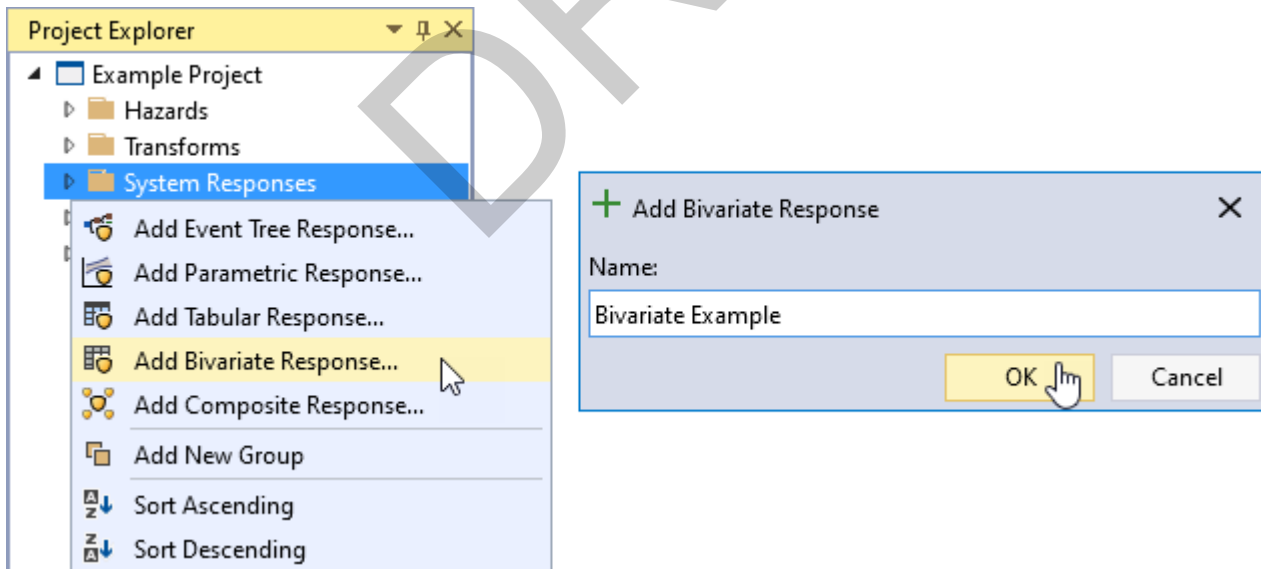 Project Explorer
Example Project
Hazards
Transforms
System Responses
Add Event Tree Response...
Add Parametric Response...
Add Tabular Response...
Add Bivariate Response...
Add Composite Response...
Add New Group
Sort Ascending
Sort Descending
Add Bivariate Response
Name:
Bivariate Example
OK
Cancel